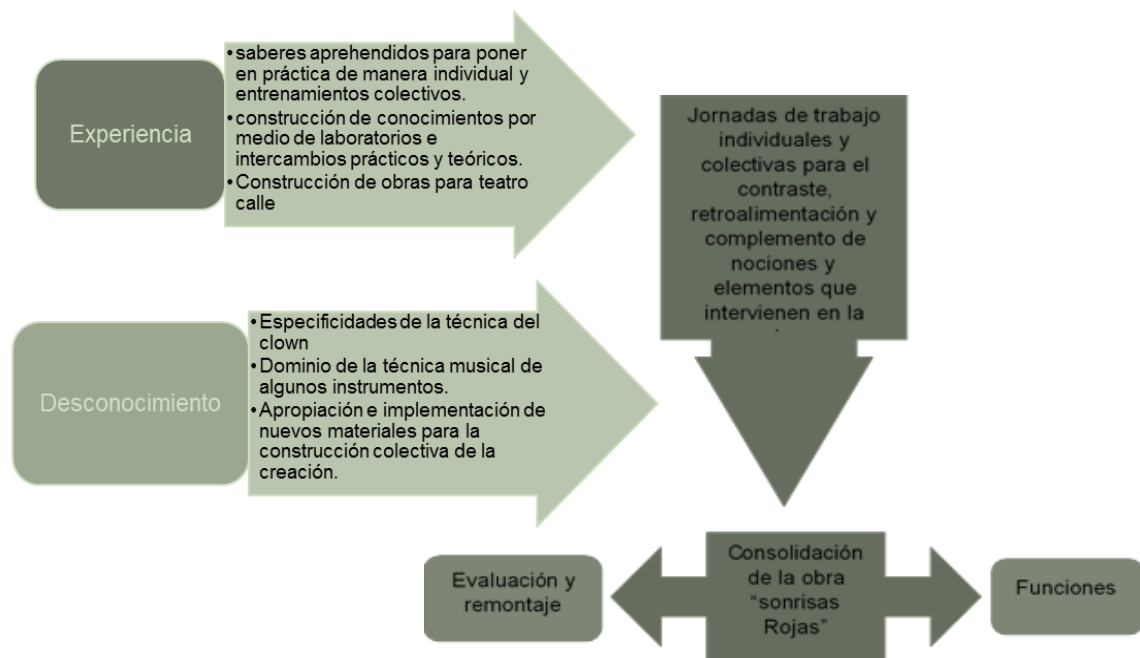 Experiencia
•saberes aprehendidos para poner
en práctica de manera individual y
entrenamientos colectivos.
•construcción de conocimientos por
medio de laboratorios e
intercambios prácticos y teóricos.
•Construcción de obras para teatro
calle
Desconocimiento
•Especificidades de la técnica del
clown
•Dominio de la técnica musical de
algunos instrumentos.
•Apropiación e implementación de
nuevos materiales para la
construcción colectiva de la
creación.
Jornadas de trabajo
individuales y
colectivas para el
contraste,
retroalimentación y
complemento de
nociones y
elementos que
intervienen en la
Evaluación y
remontaje
Consolidación
de la obra
“sonrisas
Rojas”
Funciones